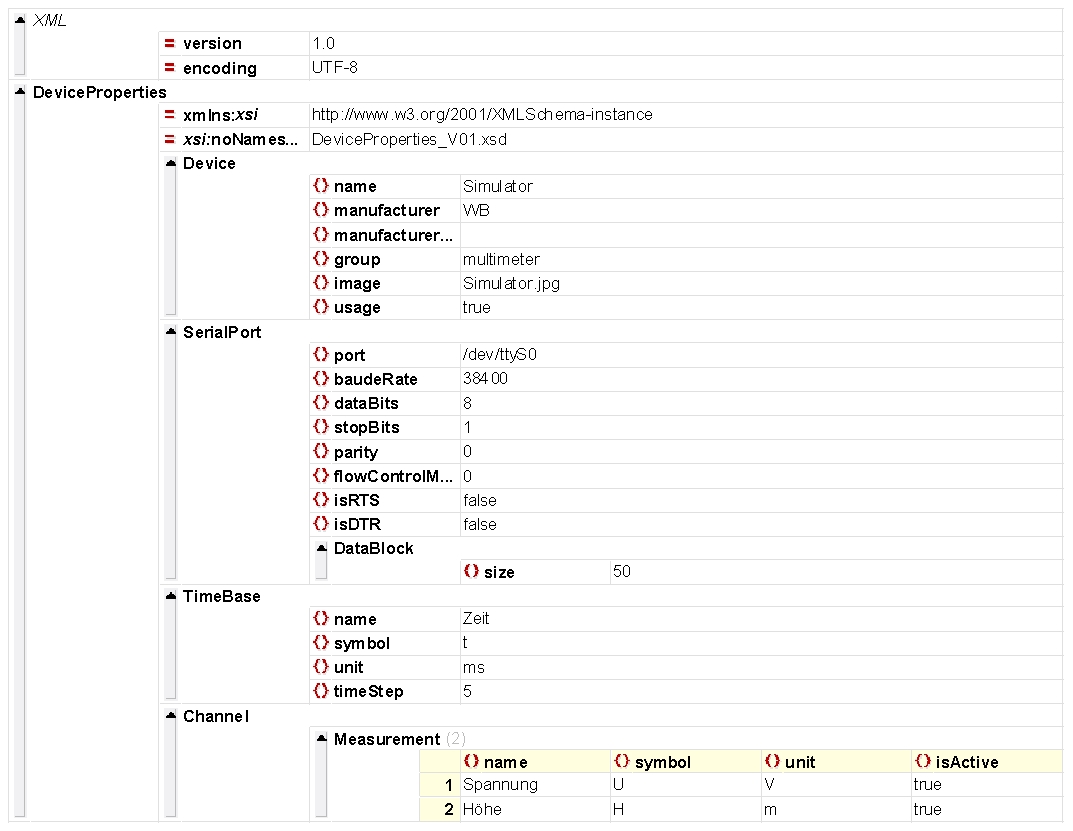 XML
= version 1.0
= encoding UTF-8
DeviceProperties
= xmlns:xsi http://www.w3.org/2001/XMLSchema-instance
= xsi:noNames... DeviceProperties_V01.xsd
Device
{} name Simulator
{} manufacturer WB
{} manufacturer...
{} group multimeter
{} image Simulator.jpg
{} usage true
SerialPort
{} port /dev/ttyS0
{} baudeRate 38400
{} dataBits 8
{} stopBits 1
{} parity 0
{} flowControlM... 0
{} isRTS false
{} isDTR false
DataBlock
{} size 50
TimeBase
{} name Zeit
{} symbol t
{} unit ms
{} timeStep 5
Channel
Measurement (2)
{} name {} symbol {} unit {} isActive
1 Spannung U V true
2 Höhe H m true